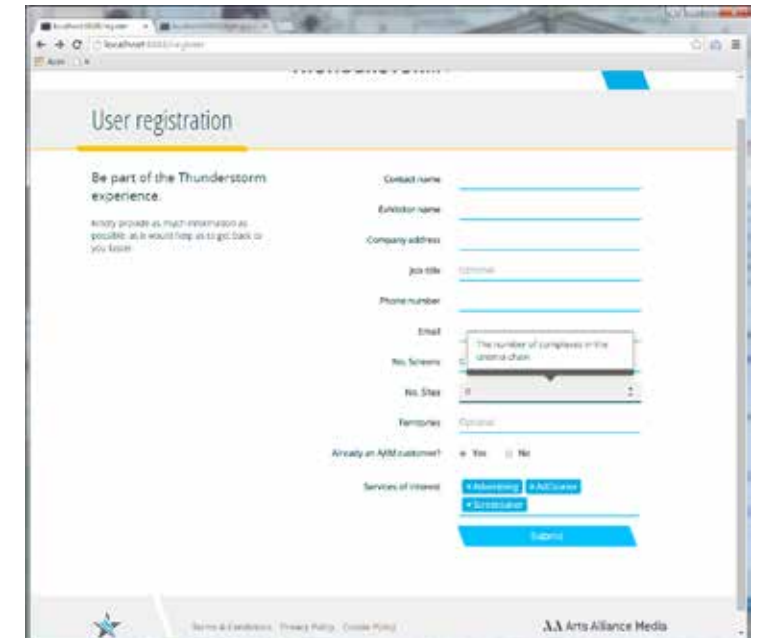 localhost
User registration
Be part of the Thunderstorm
experience.
Kindly provide as much information as
possible, as it would help us to get back to
you faster
Contact name
Exhibitor name
Company address
Job title Optional
Phone number
Email
The number of complexes in the
cinema chain
No. Screens
No. Sites
Territories Optional
Already an AAM customer? Yes No
Services of interest
Advertising
Submit
Terms & Conditions Privacy Policy Cookie Policy
Arts Alliance Media